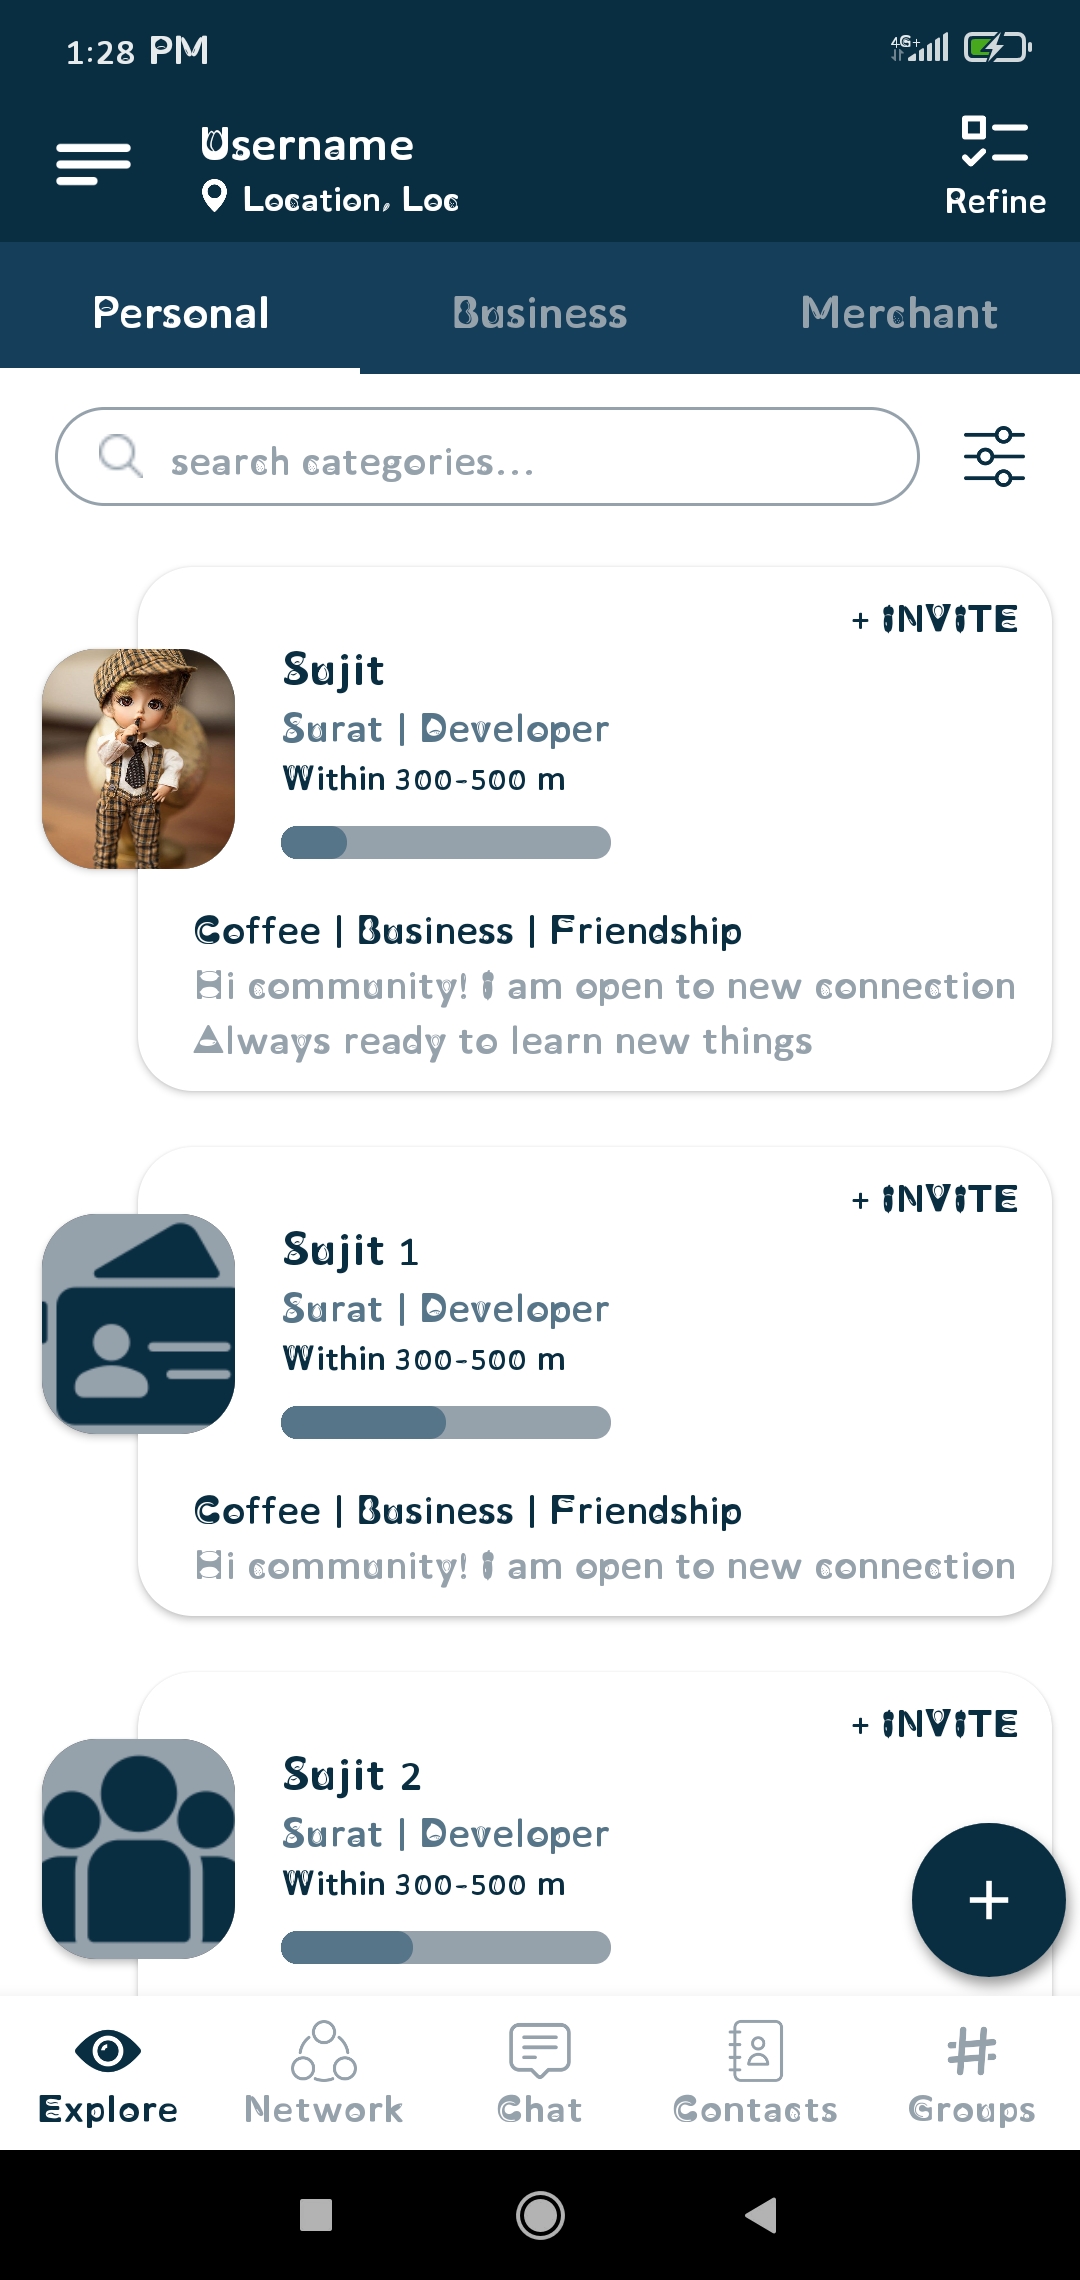 1:28 PM
4G+
Username
Location, Loc
Refine
Personal
Business
Merchant
search categories...
+ INVITE
Sujit
Surat | Developer
Within 300-500 m
Coffee | Business | Friendship
Hi community! I am open to new connection
Always ready to learn new things
+ INVITE
Sujit 1
Surat | Developer
Within 300-500 m
Coffee | Business | Friendship
Hi community! I am open to new connection
+ INVITE
Sujit 2
Surat | Developer
Within 300-500 m
+
Explore
Network
Chat
Contacts
Groups